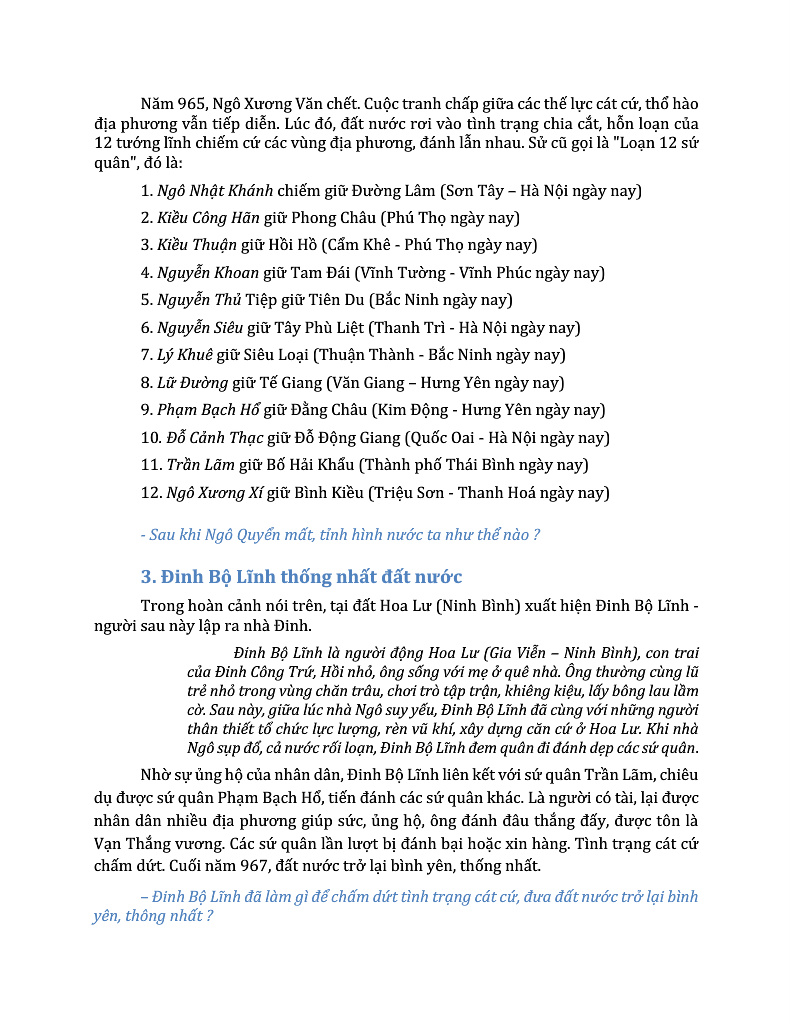 Năm 965, Ngô Xương Văn chết. Cuộc tranh chấp giữa các thế lực cát cứ, thổ hào
địa phương vẫn tiếp diễn. Lúc đó, đất nước rơi vào tình trạng chia cắt, hỗn loạn của
12 tướng lĩnh chiếm cứ các vùng địa phương, đánh lẫn nhau. Sử cũ gọi là "Loạn 12 sứ
quân", đó là:
1. Ngô Nhật Khánh chiếm giữ Đường Lâm (Sơn Tây – Hà Nội ngày nay)
2. Kiều Công Hãn giữ Phong Châu (Phú Thọ ngày nay)
3. Kiều Thuận giữ Hồi Hồ (Cẩm Khê - Phú Thọ ngày nay)
4. Nguyễn Khoan giữ Tam Đái (Vĩnh Tường - Vĩnh Phúc ngày nay)
5. Nguyễn Thủ Tiệp giữ Tiên Du (Bắc Ninh ngày nay)
6. Nguyễn Siêu giữ Tây Phù Liệt (Thanh Trì - Hà Nội ngày nay)
7. Lý Khuê giữ Siêu Loại (Thuận Thành - Bắc Ninh ngày nay)
8. Lữ Đường giữ Tế Giang (Văn Giang – Hưng Yên ngày nay)
9. Phạm Bạch Hổ giữ Đằng Châu (Kim Động - Hưng Yên ngày nay)
10. Đỗ Cảnh Thạc giữ Đỗ Động Giang (Quốc Oai - Hà Nội ngày nay)
11. Trần Lãm giữ Bố Hải Khẩu (Thành phố Thái Bình ngày nay)
12. Ngô Xương Xí giữ Bình Kiều (Triệu Sơn - Thanh Hoá ngày nay)
- Sau khi Ngô Quyển mất, tỉnh hình nước ta như thế nào ?
3. Đinh Bộ Lĩnh thống nhất đất nước
Trong hoàn cảnh nói trên, tại đất Hoa Lư (Ninh Bình) xuất hiện Đinh Bộ Lĩnh -
người sau này lập ra nhà Đinh.
Đinh Bộ Lĩnh là người động Hoa Lư (Gia Viễn – Ninh Bình), con trai
của Đinh Công Trứ, Hồi nhỏ, ông sống với mẹ ở quê nhà. Ông thường cùng lũ
trẻ nhỏ trong vùng chăn trâu, chơi trò tập trận, khiêng kiệu, lấy bông lau lầm
cờ. Sau này, giữa lúc nhà Ngô suy yếu, Đinh Bộ Lĩnh đã cùng với những người
thân thiết tổ chức lực lượng, rèn vũ khí, xây dựng căn cứ ở Hoa Lư. Khi nhà
Ngô sụp đổ, cả nước rối loạn, Đinh Bộ Lĩnh đem quân đi đánh dẹp các sứ quân.
Nhờ sự ủng hộ của nhân dân, Đinh Bộ Lĩnh liên kết với sứ quân Trần Lãm, chiêu
dụ được sứ quân Phạm Bạch Hổ, tiến đánh các sứ quân khác. Là người có tài, lại được
nhân dân nhiều địa phương giúp sức, ủng hộ, ông đánh đâu thắng đấy, được tôn là
Vạn Thắng vương. Các sứ quân lần lượt bị đánh bại hoặc xin hàng. Tình trạng cát cứ
chấm dứt. Cuối năm 967, đất nước trở lại bình yên, thống nhất.
– Đinh Bộ Lĩnh đã làm gì để chấm dứt tình trạng cát cứ, đưa đất nước trở lại bình
yên, thông nhất ?